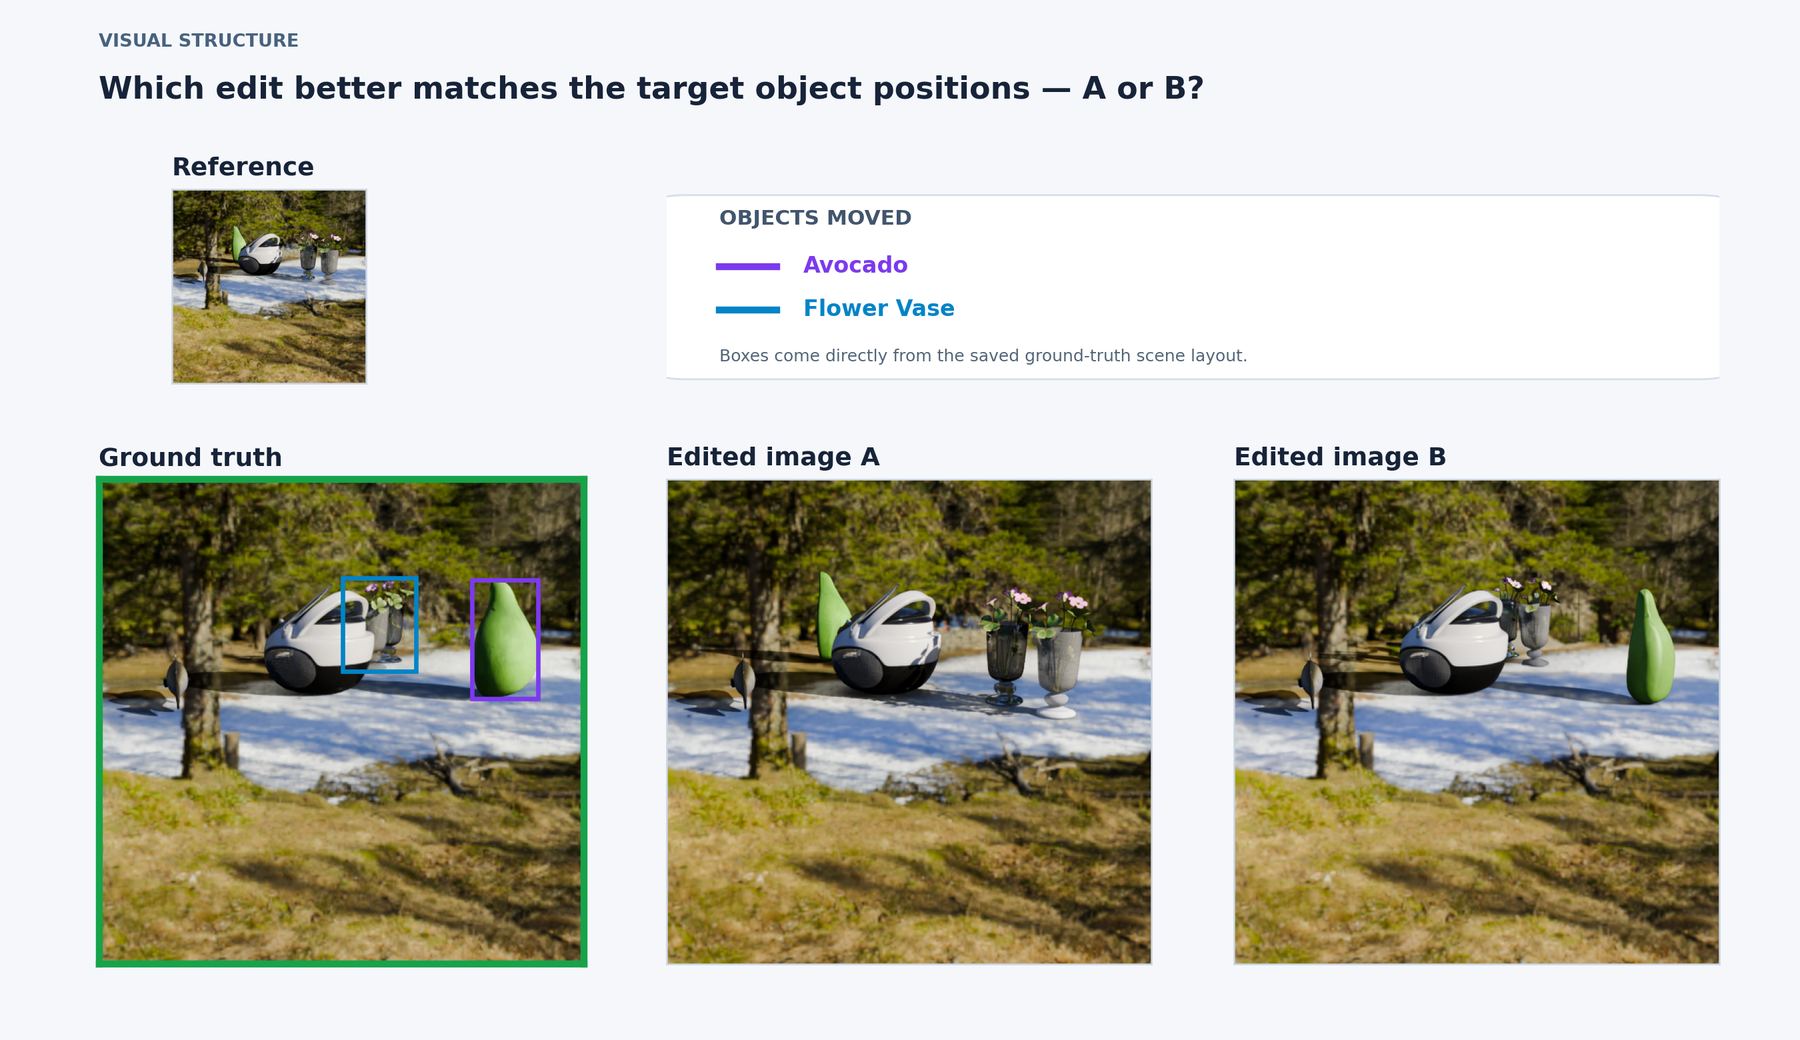 VISUAL STRUCTURE
Which edit better matches the target object positions — A or B?
Reference
OBJECTS MOVED
Avocado
Flower Vase
Boxes come directly from the saved ground-truth scene layout.
Ground truth
Edited image A
Edited image B